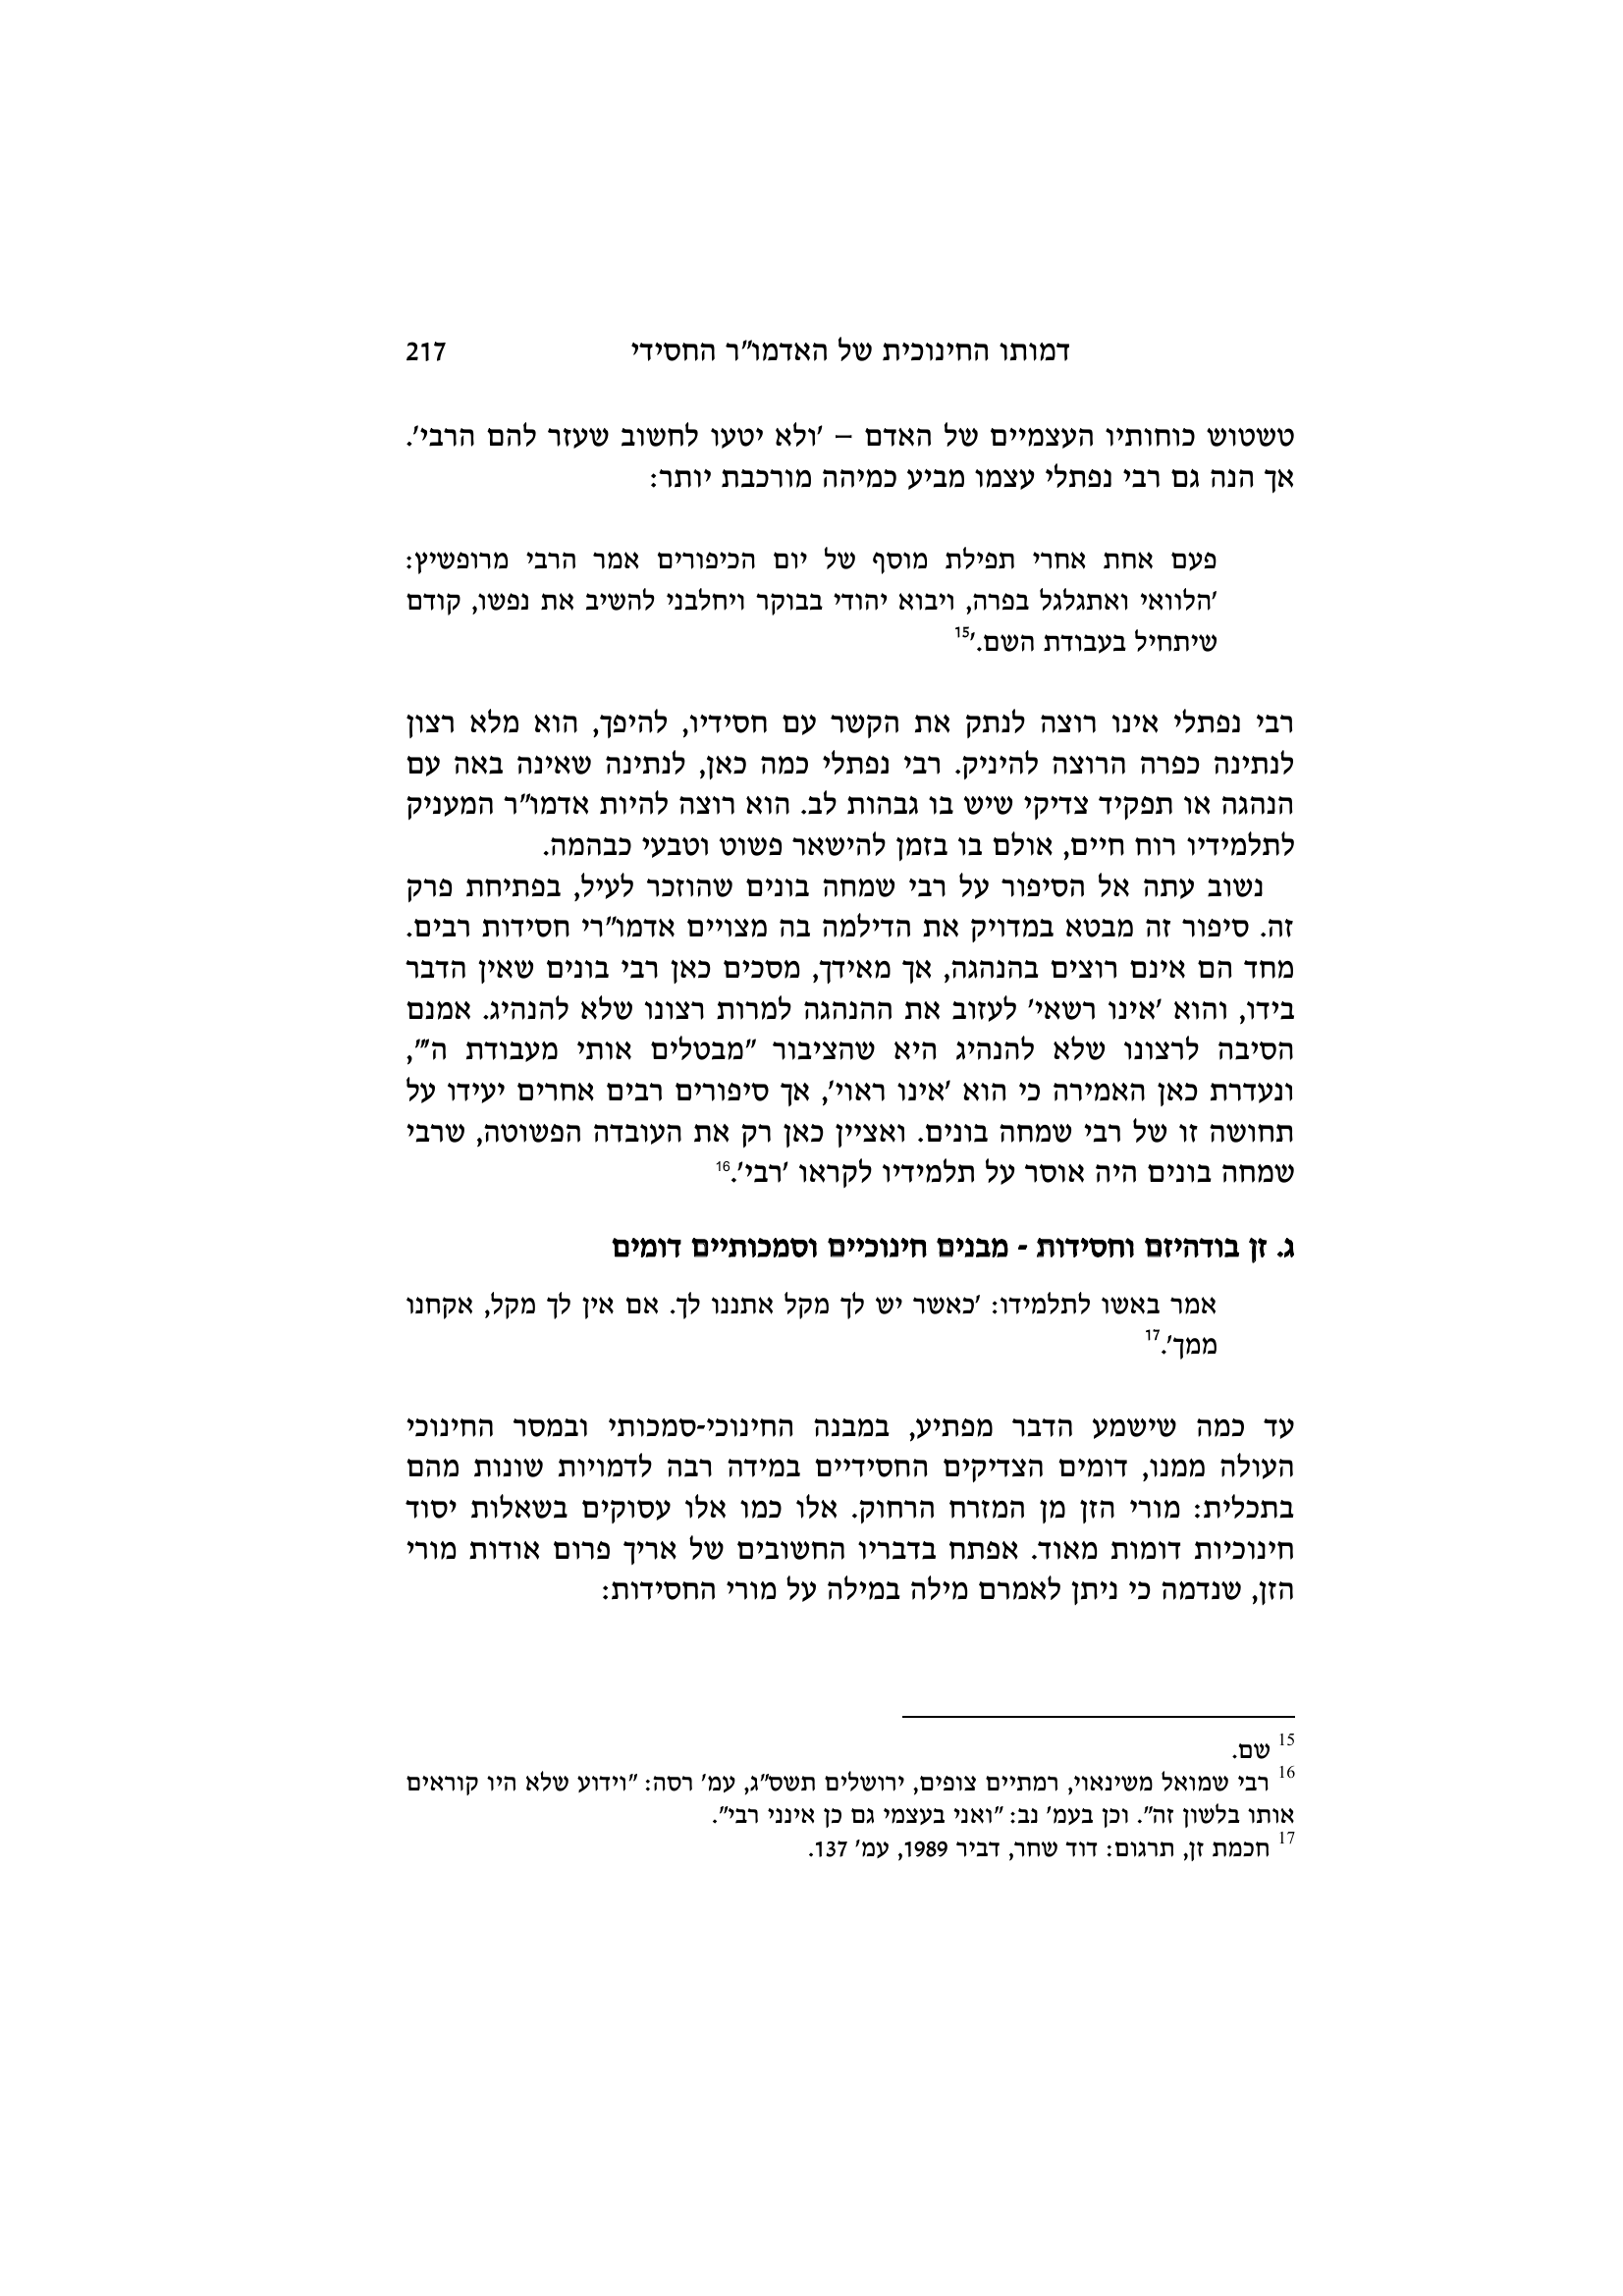 דמותו החינוכית של האדמו"ר החסידי 217
טשטוש כוחותיו העצמיים של האדם – 'ולא יטעו לחשוב שעזר להם הרבי'.
אך הנה גם רבי נפתלי עצמו מביע כמיהה מורכבת יותר:
פעם אחת אחרי תפילת מוסף של יום הכיפורים אמר הרבי מרופשיץ:
'הלוואי ואתגלגל בפרה, ויבוא יהודי בבוקר ויחלבני להשיב את נפשו, קודם
שיתחיל בעבודת השם.'15
רבי נפתלי אינו רוצה לנתק את הקשר עם חסידיו, להיפך, הוא מלא רצון
לנתינה כפרה הרוצה להיניק. רבי נפתלי כמה כאן, לנתינה שאינה באה עם
הנהגה או תפקיד צדיקי שיש בו גבהות לב. הוא רוצה להיות אדמו"ר המעניק
לתלמידיו רוח חיים, אולם בו בזמן להישאר פשוט וטבעי כבהמה.
נשוב עתה אל הסיפור על רבי שמחה בונים שהוזכר לעיל, בפתיחת פרק
זה. סיפור זה מבטא במדויק את הדילמה בה מצויים אדמו"רי חסידות רבים.
מחד הם אינם רוצים בהנהגה, אך מאידך, מסכים כאן רבי בונים שאין הדבר
בידו, והוא 'אינו רשאי' לעזוב את ההנהגה למרות רצונו שלא להנהיג. אמנם
הסיבה לרצונו שלא להנהיג היא שהציבור "מבטלים אותי מעבודת ה'",
ונעדרת כאן האמירה כי הוא 'אינו ראוי', אך סיפורים רבים אחרים יעידו על
תחושה זו של רבי שמחה בונים. ואציין כאן רק את העובדה הפשוטה, שרבי
שמחה בונים היה אוסר על תלמידיו לקראו 'רבי'.16
ג. זן בודהיזם וחסידות - מבנים חינוכיים וסמכותיים דומים
אמר באשו לתלמידו: 'כאשר יש לך מקל אתננו לך. אם אין לך מקל, אקחנו
ממך'.17
עד כמה שישמע הדבר מפתיע, במבנה החינוכי-סמכותי ובמסר החינוכי
העולה ממנו, דומים הצדיקים החסידיים במידה רבה לדמויות שונות מהם
בתכלית: מורי הזן מן המזרח הרחוק. אלו כמו אלו עסוקים בשאלות יסוד
חינוכיות דומות מאוד. אפתח בדבריו החשובים של אריך פרום אודות מורי
הזן, שנדמה כי ניתן לאמרם מילה במילה על מורי החסידות:
15 שם.
16 רבי שמואל משינאוי, רמתיים צופים, ירושלים תשס"ג, עמ' רסה: "וידוע שלא היו קוראים
אותו בלשון זה". וכן בעמ' נב: "ואני בעצמי גם כן אינני רבי".
17 חכמת זן, תרגום: דוד שחר, דביר 1989, עמ' 137.